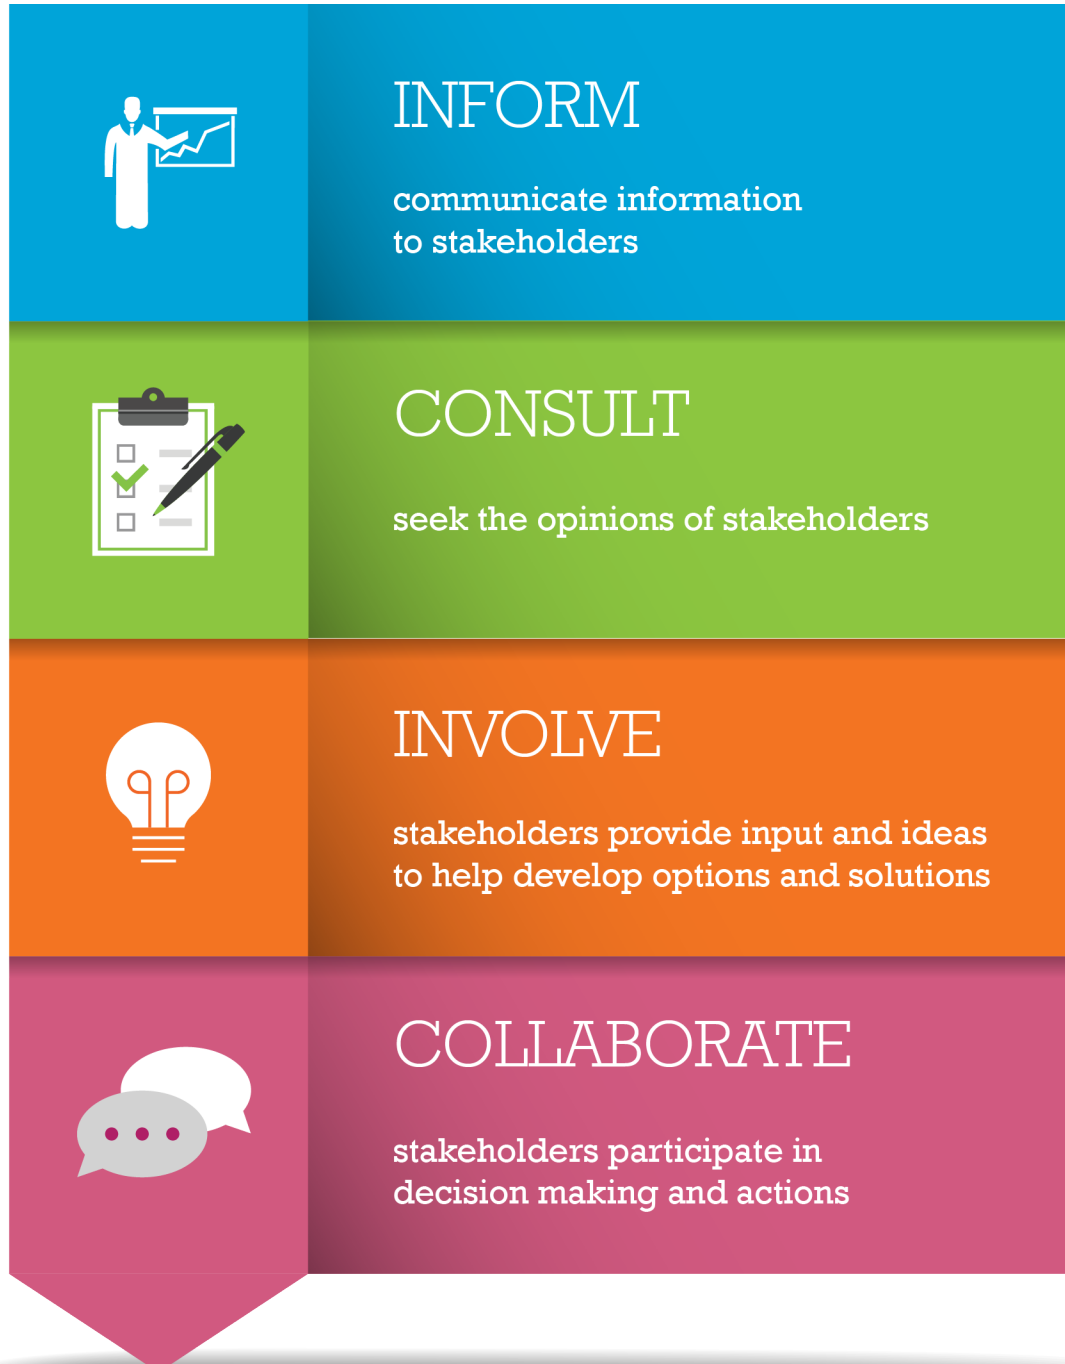 INFORM
communicate information
to stakeholders
CONSULT
seek the opinions of stakeholders
INVOLVE
stakeholders provide input and ideas
to help develop options and solutions
COLLABORATE
stakeholders participate in
decision making and actions